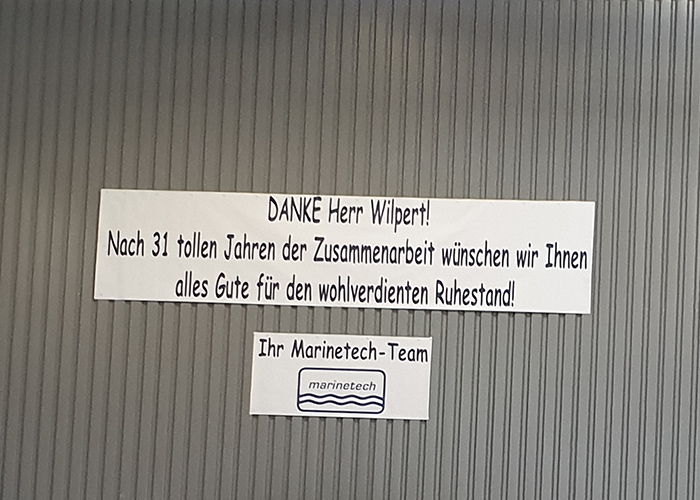 DANKE Herr Wilpert!
Nach 31 tollen Jahren der Zusammenarbeit wünschen wir Ihnen
alles Gute für den wohlverdienten Ruhestand!
Ihr Marinetech-Team
marinetech